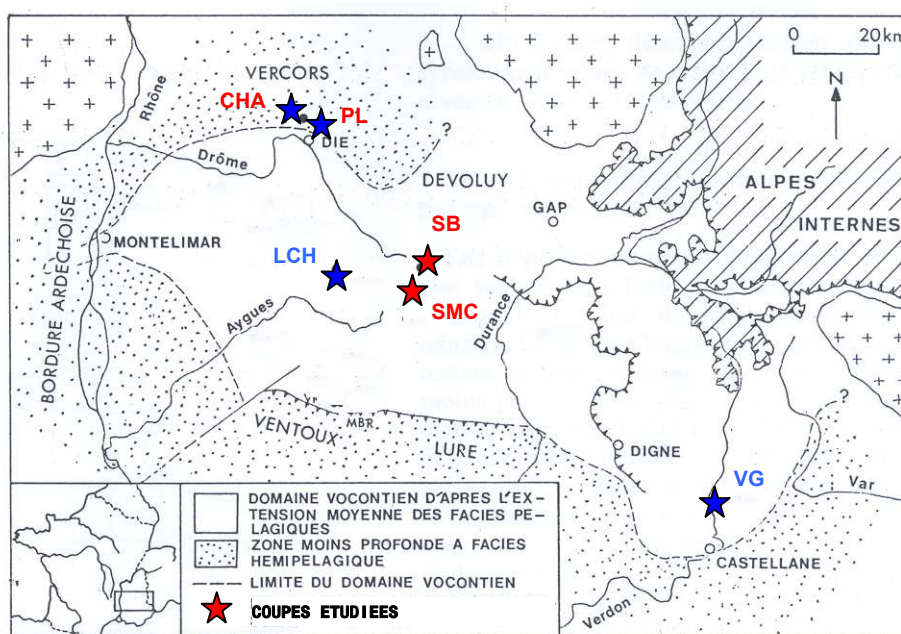 0 20km
N
VERCORS
CHA
PL
Rhône
DIE
?
Drôme
DEVOLUY
ALPES
INTERNES
GAP
SB
MONTELIMAR
LCH
SMC
Durance
Aygues
BORDURE ARDECHOISE
?
VENTOUX
MBR
LURE
DIGNE
VG
Var
CASTELLANE
Verdon
DOMAINE VOCONTIEN D'APRES L'EX-
TENSION MOYENNE DES FACIES PE-
LAGIQUES
ZONE MOINS PROFONDE A FACIES
HEMIPELAGIQUE
LIMITE DU DOMAINE VOCONTIEN
COUPES ETUDIEES